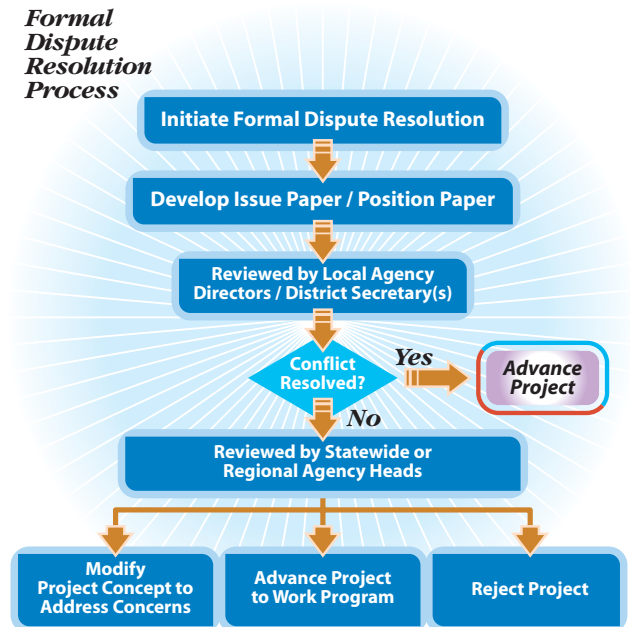 Formal
Dispute
Resolution
Process
Initiate Formal Dispute Resolution
Develop Issue Paper / Position Paper
Reviewed by Local Agency
Directors / District Secretary(s)
Conflict
Resolved?
Yes
Advance
Project
No
Reviewed by Statewide or
Regional Agency Heads
Modify
Project Concept to
Address Concerns
Advance Project
to Work Program
Reject Project